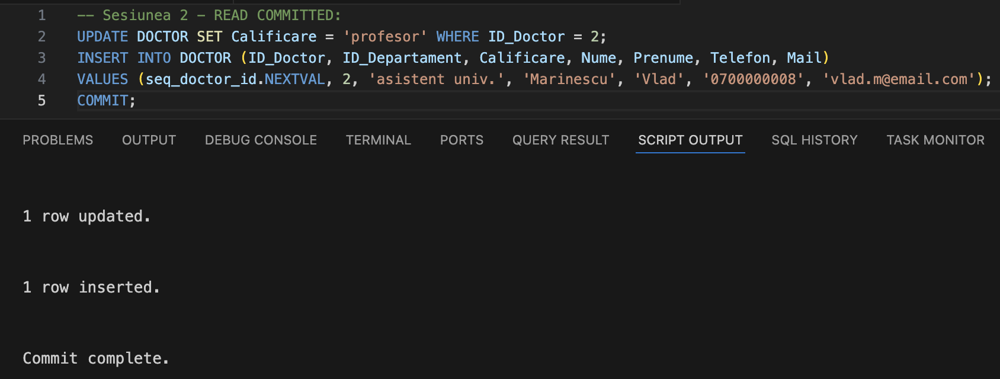 1 -- Sesiunea 2 - READ COMMITTED:
2 UPDATE DOCTOR SET Calificare = 'profesor' WHERE ID_Doctor = 2;
3 INSERT INTO DOCTOR (ID_Doctor, ID_Departament, Calificare, Nume, Prenume, Telefon, Mail)
4 VALUES (seq_doctor_id.NEXTVAL, 2, 'asistent univ.', 'Marinescu', 'Vlad', '0700000008', 'vlad.m@email.com');
5 COMMIT;
PROBLEMS OUTPUT DEBUG CONSOLE TERMINAL PORTS QUERY RESULT SCRIPT OUTPUT SQL HISTORY TASK MONITOR
1 row updated.
1 row inserted.
Commit complete.